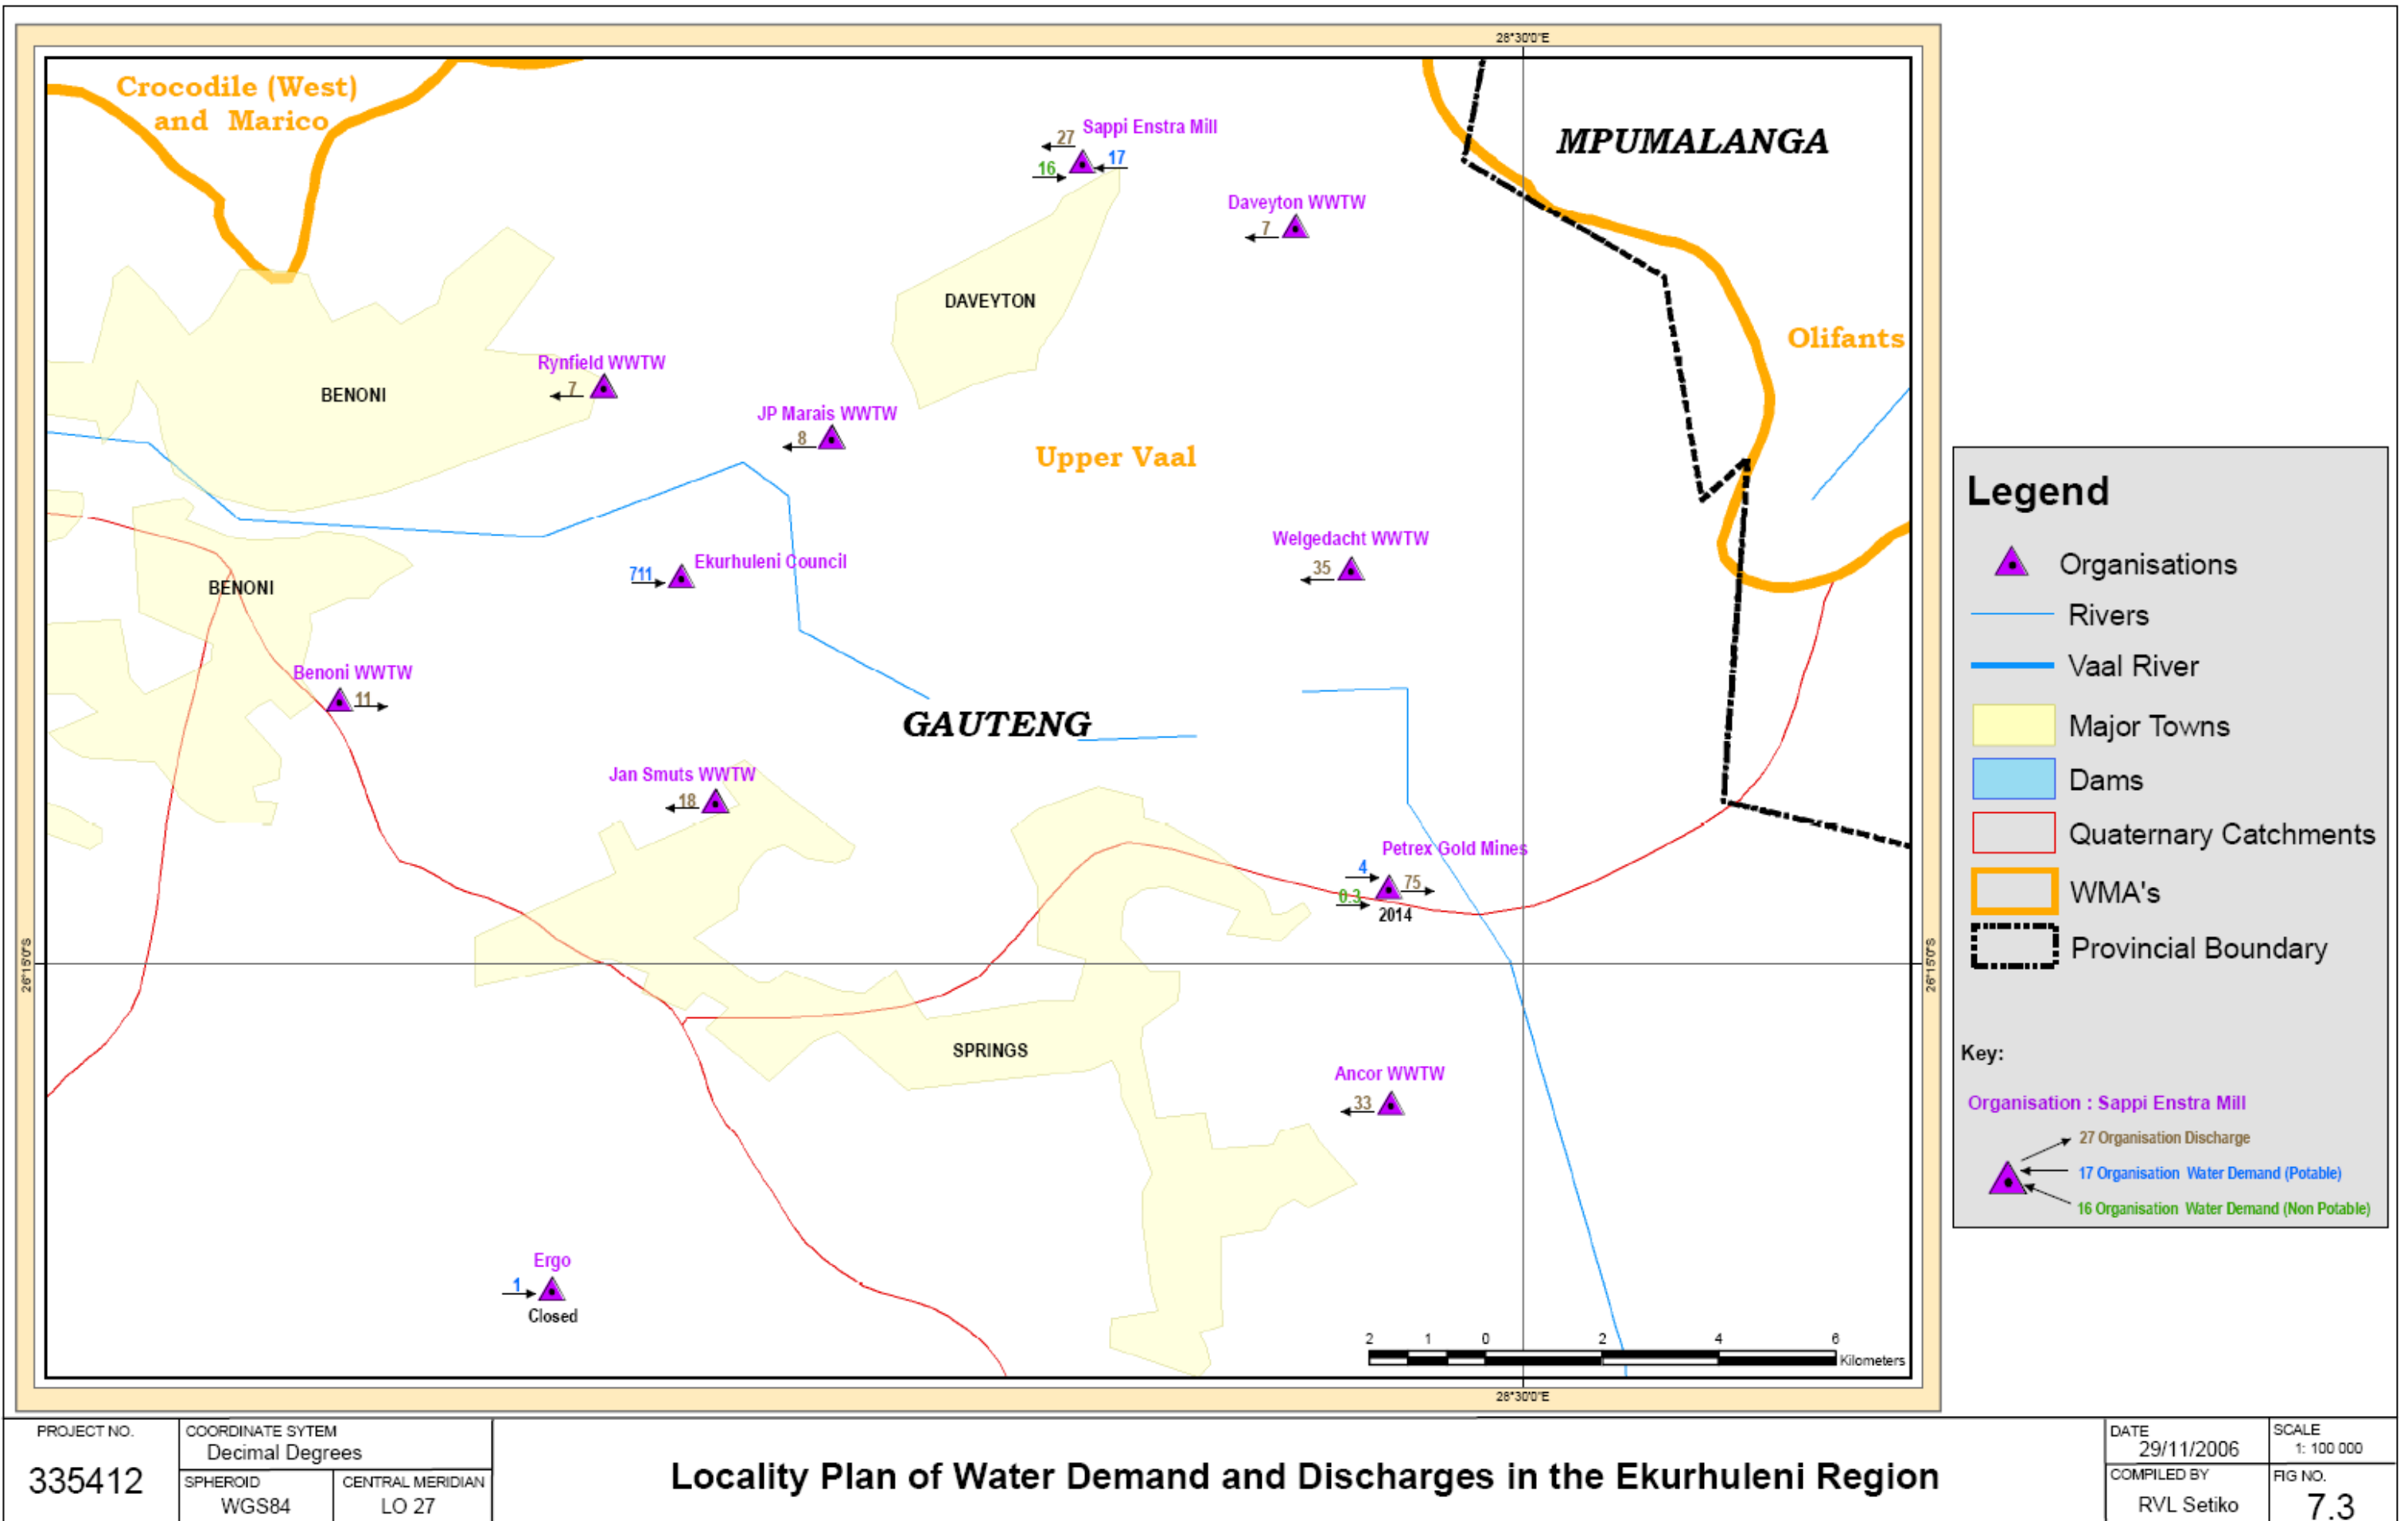 28°30'0"E
Crocodile (West)
and Marico
Sappi Enstra Mill
27
17
16
MPUMALANGA
Daveyton WWTW
7
DAVEYTON
Olifants
Rynfield WWTW
7
BENONI
JP Marais WWTW
8
Upper Vaal
Welgedacht WWTW
35
Ekurhuleni Council
711
BENONI
Benoni WWTW
11
GAUTENG
Jan Smuts WWTW
18
Petrex Gold Mines
4
75
0.3
2014
26°15'0"S
26°15'0"S
SPRINGS
Ancor WWTW
33
Ergo
1
Closed
2 1 0 2 4 6
Kilometers
28°30'0"E
Legend
Organisations
Rivers
Vaal River
Major Towns
Dams
Quaternary Catchments
WMA's
Provincial Boundary
Key:
Organisation : Sappi Enstra Mill
27 Organisation Discharge
17 Organisation Water Demand (Potable)
16 Organisation Water Demand (Non Potable)
PROJECT NO.
335412
COORDINATE SYTEM
Decimal Degrees
SPHEROID
WGS84
CENTRAL MERIDIAN
LO 27
Locality Plan of Water Demand and Discharges in the Ekurhuleni Region
DATE
29/11/2006
SCALE
1: 100 000
COMPILED BY
RVL Setiko
FIG NO.
7.3